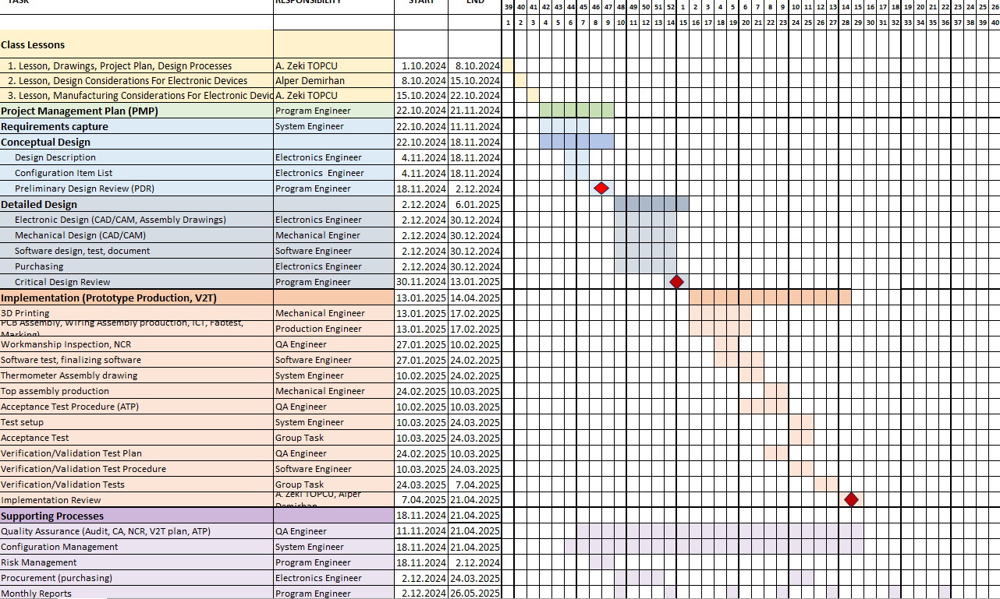 TASK RESPONSIBILITY START END 39 40 41 42 43 44 45 46 47 48 49 50 51 52 1 2 3 4 5 6 7 8 9 10 11 12 13 14 15 16 17 18 19 20 21 22 23 24 25 26
1 2 3 4 5 6 7 8 9 10 11 12 13 14 15 16 17 18 19 20 21 22 23 24 25 26 27 28 29 30 31 32 33 34 35 36 37 38 39 40
Class Lessons
1. Lesson, Drawings, Project Plan, Design Processes A. Zeki TOPCU 1.10.2024 8.10.2024
2. Lesson, Design Considerations For Electronic Devices Alper Demirhan 8.10.2024 15.10.2024
3. Lesson, Manufacturing Considerations For Electronic Devic A. Zeki TOPCU 15.10.2024 22.10.2024
Project Management Plan (PMP) Program Engineer 22.10.2024 21.11.2024
Requirements capture System Engineer 22.10.2024 11.11.2024
Conceptual Design 22.10.2024 18.11.2024
Design Description Electronics Engineer 4.11.2024 18.11.2024
Configuration Item List Electronics Engineer 4.11.2024 18.11.2024
Preliminary Design Review (PDR) Program Engineer 18.11.2024 2.12.2024
Detailed Design 2.12.2024 6.01.2025
Electronic Design (CAD/CAM, Assembly Drawings) Electronics Engineer 2.12.2024 30.12.2024
Mechanical Design (CAD/CAM) Mechanical Enginer 2.12.2024 30.12.2024
Software design, test, document Software Engineer 2.12.2024 30.12.2024
Purchasing Electronics Engineer 2.12.2024 30.12.2024
Critical Design Review Program Engineer 30.11.2024 13.01.2025
Implementation (Prototype Production, V2T) 13.01.2025 14.04.2025
3D Printing Mechanical Engineer 13.01.2025 17.02.2025
PCB Assembly, Wiring Assembly production, ICT, Fabtest, Marking) Production Engineer 13.01.2025 17.02.2025
Workmanship Inspection, NCR QA Engineer 27.01.2025 10.02.2025
Software test, finalizing software Software Engineer 27.01.2025 24.02.2025
Thermometer Assembly drawing System Engineer 10.02.2025 24.02.2025
Top assembly production Mechanical Engineer 24.02.2025 10.03.2025
Acceptance Test Procedure (ATP) QA Engineer 10.02.2025 10.03.2025
Test setup System Engineer 10.03.2025 24.03.2025
Acceptance Test Group Task 10.03.2025 24.03.2025
Verification/Validation Test Plan QA Engineer 24.02.2025 10.03.2025
Verification/Validation Test Procedure Software Engineer 10.03.2025 24.03.2025
Verification/Validation Tests Group Task 24.03.2025 7.04.2025
Implementation Review A. Zeki TOPCU, Alper Demirhan 7.04.2025 21.04.2025
Supporting Processes 18.11.2024 21.04.2025
Quality Assurance (Audit, CA, NCR, V2T plan, ATP) QA Engineer 11.11.2024 21.04.2025
Configuration Management System Engineer 18.11.2024 21.04.2025
Risk Management Program Engineer 18.11.2024 2.12.2024
Procurement (purchasing) Electronics Engineer 2.12.2024 24.03.2025
Monthly Reports Program Engineer 2.12.2024 26.05.2025